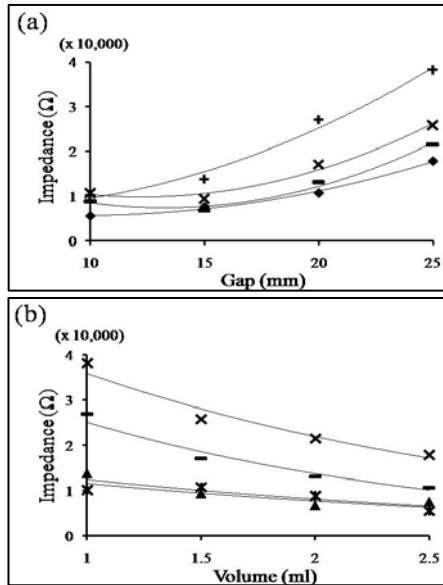 (a)
(x 10,000)
4
3
2
1
0
Impedance (Ω)
10 15 20 25
Gap (mm)
(b)
(x 10,000)
4
3
2
1
0
Impedance (Ω)
1 1.5 2 2.5
Volume (ml)